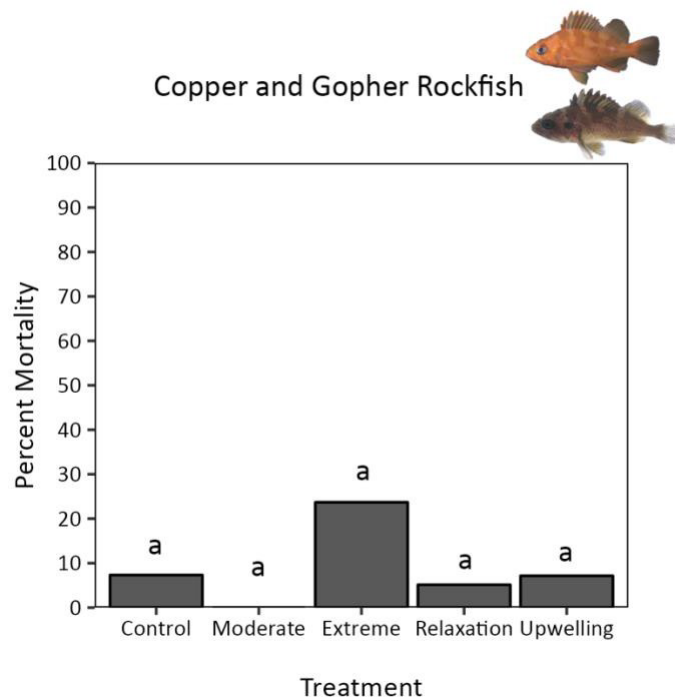 Copper and Gopher Rockfish
100
90
80
70
60
50
40
30
20
10
0
Percent Mortality
a
a
a
a
a
Control Moderate Extreme Relaxation Upwelling
Treatment